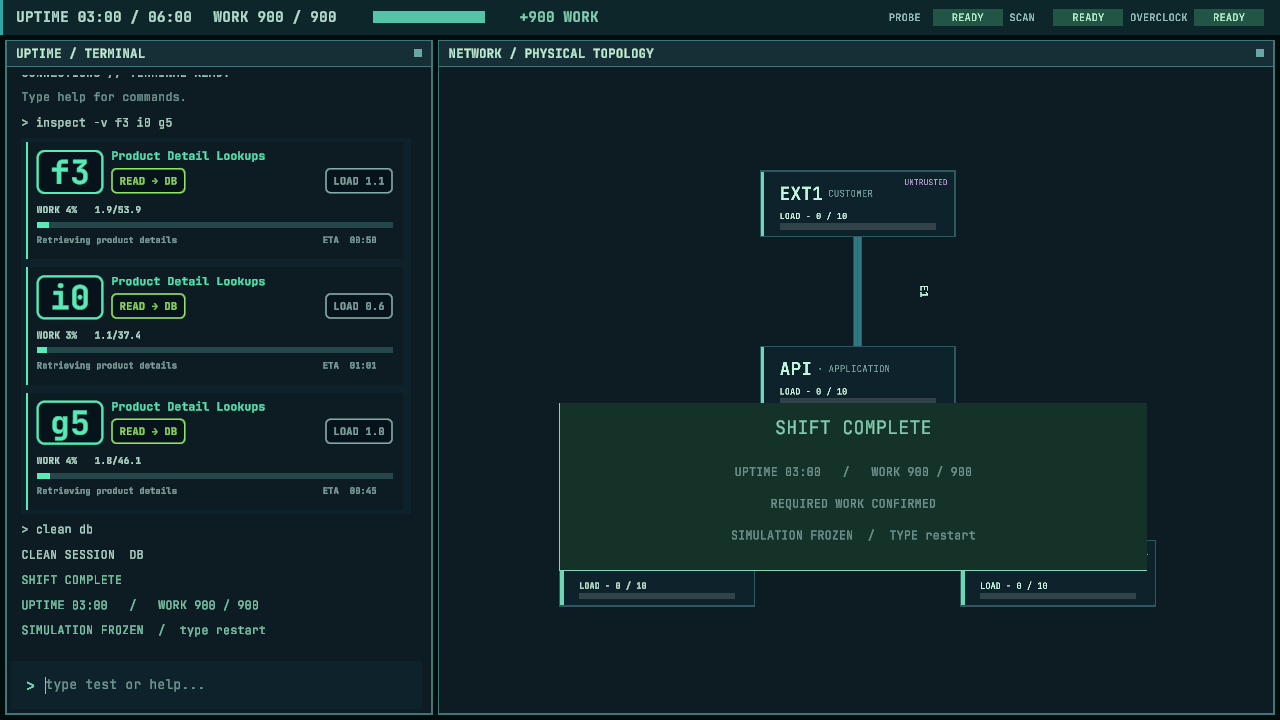 UPTIME 03:00 / 06:00 WORK 900 / 900 +900 WORK PROBE READY SCAN READY OVERCLOCK READY
UPTIME / TERMINAL
Type help for commands.
> inspect -v f3 i0 g5
f3 Product Detail Lookups
READ → DB LOAD 1.1
WORK 4% 1.9/53.9
Retrieving product details ETA 00:50
i0 Product Detail Lookups
READ → DB LOAD 0.6
WORK 3% 1.1/37.4
Retrieving product details ETA 01:01
g5 Product Detail Lookups
READ → DB LOAD 1.0
WORK 4% 1.8/46.1
Retrieving product details ETA 00:45
> clean db
CLEAN SESSION DB
SHIFT COMPLETE
UPTIME 03:00 / WORK 900 / 900
SIMULATION FROZEN / type restart
> type test or help...
NETWORK / PHYSICAL TOPOLOGY
UNTRUSTED
EXT1 CUSTOMER
LOAD - 0 / 10
E1
API · APPLICATION
LOAD - 0 / 10
SHIFT COMPLETE
UPTIME 03:00 / WORK 900 / 900
REQUIRED WORK CONFIRMED
SIMULATION FROZEN / TYPE restart
LOAD - 0 / 10
LOAD - 0 / 10